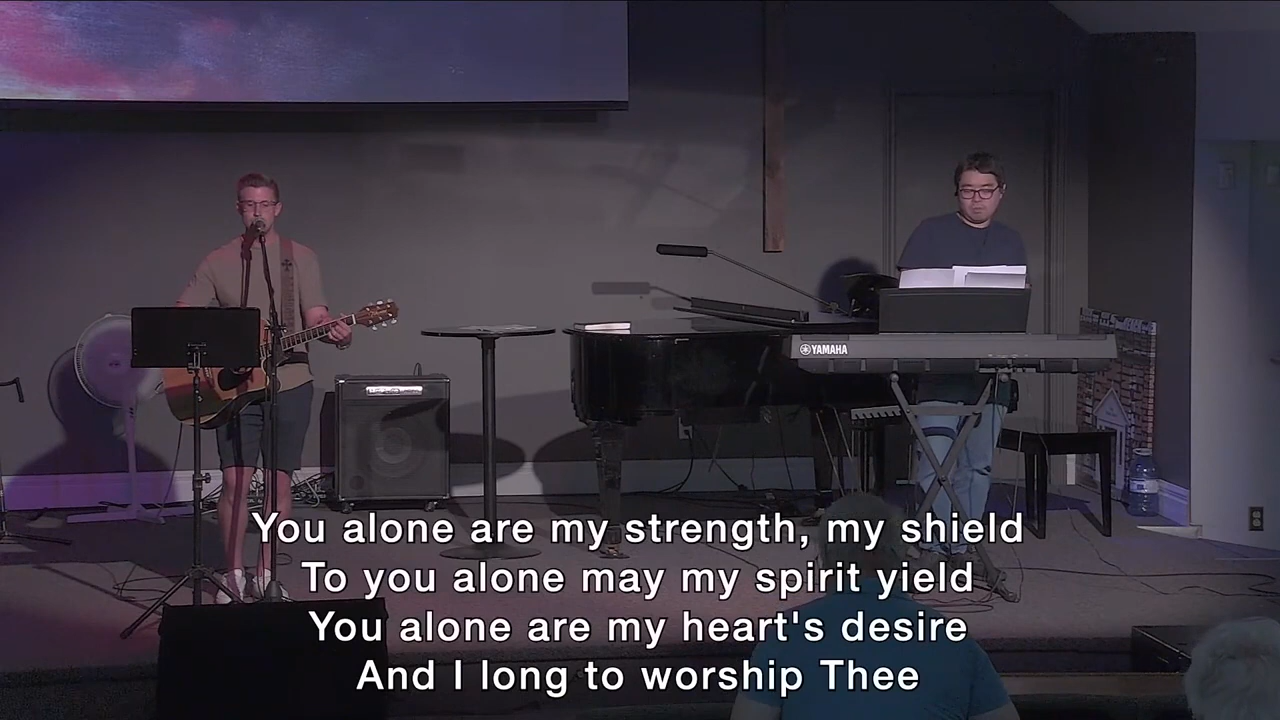 YAMAHA
You alone are my strength, my shield
To you alone may my spirit yield
You alone are my heart's desire
And I long to worship Thee